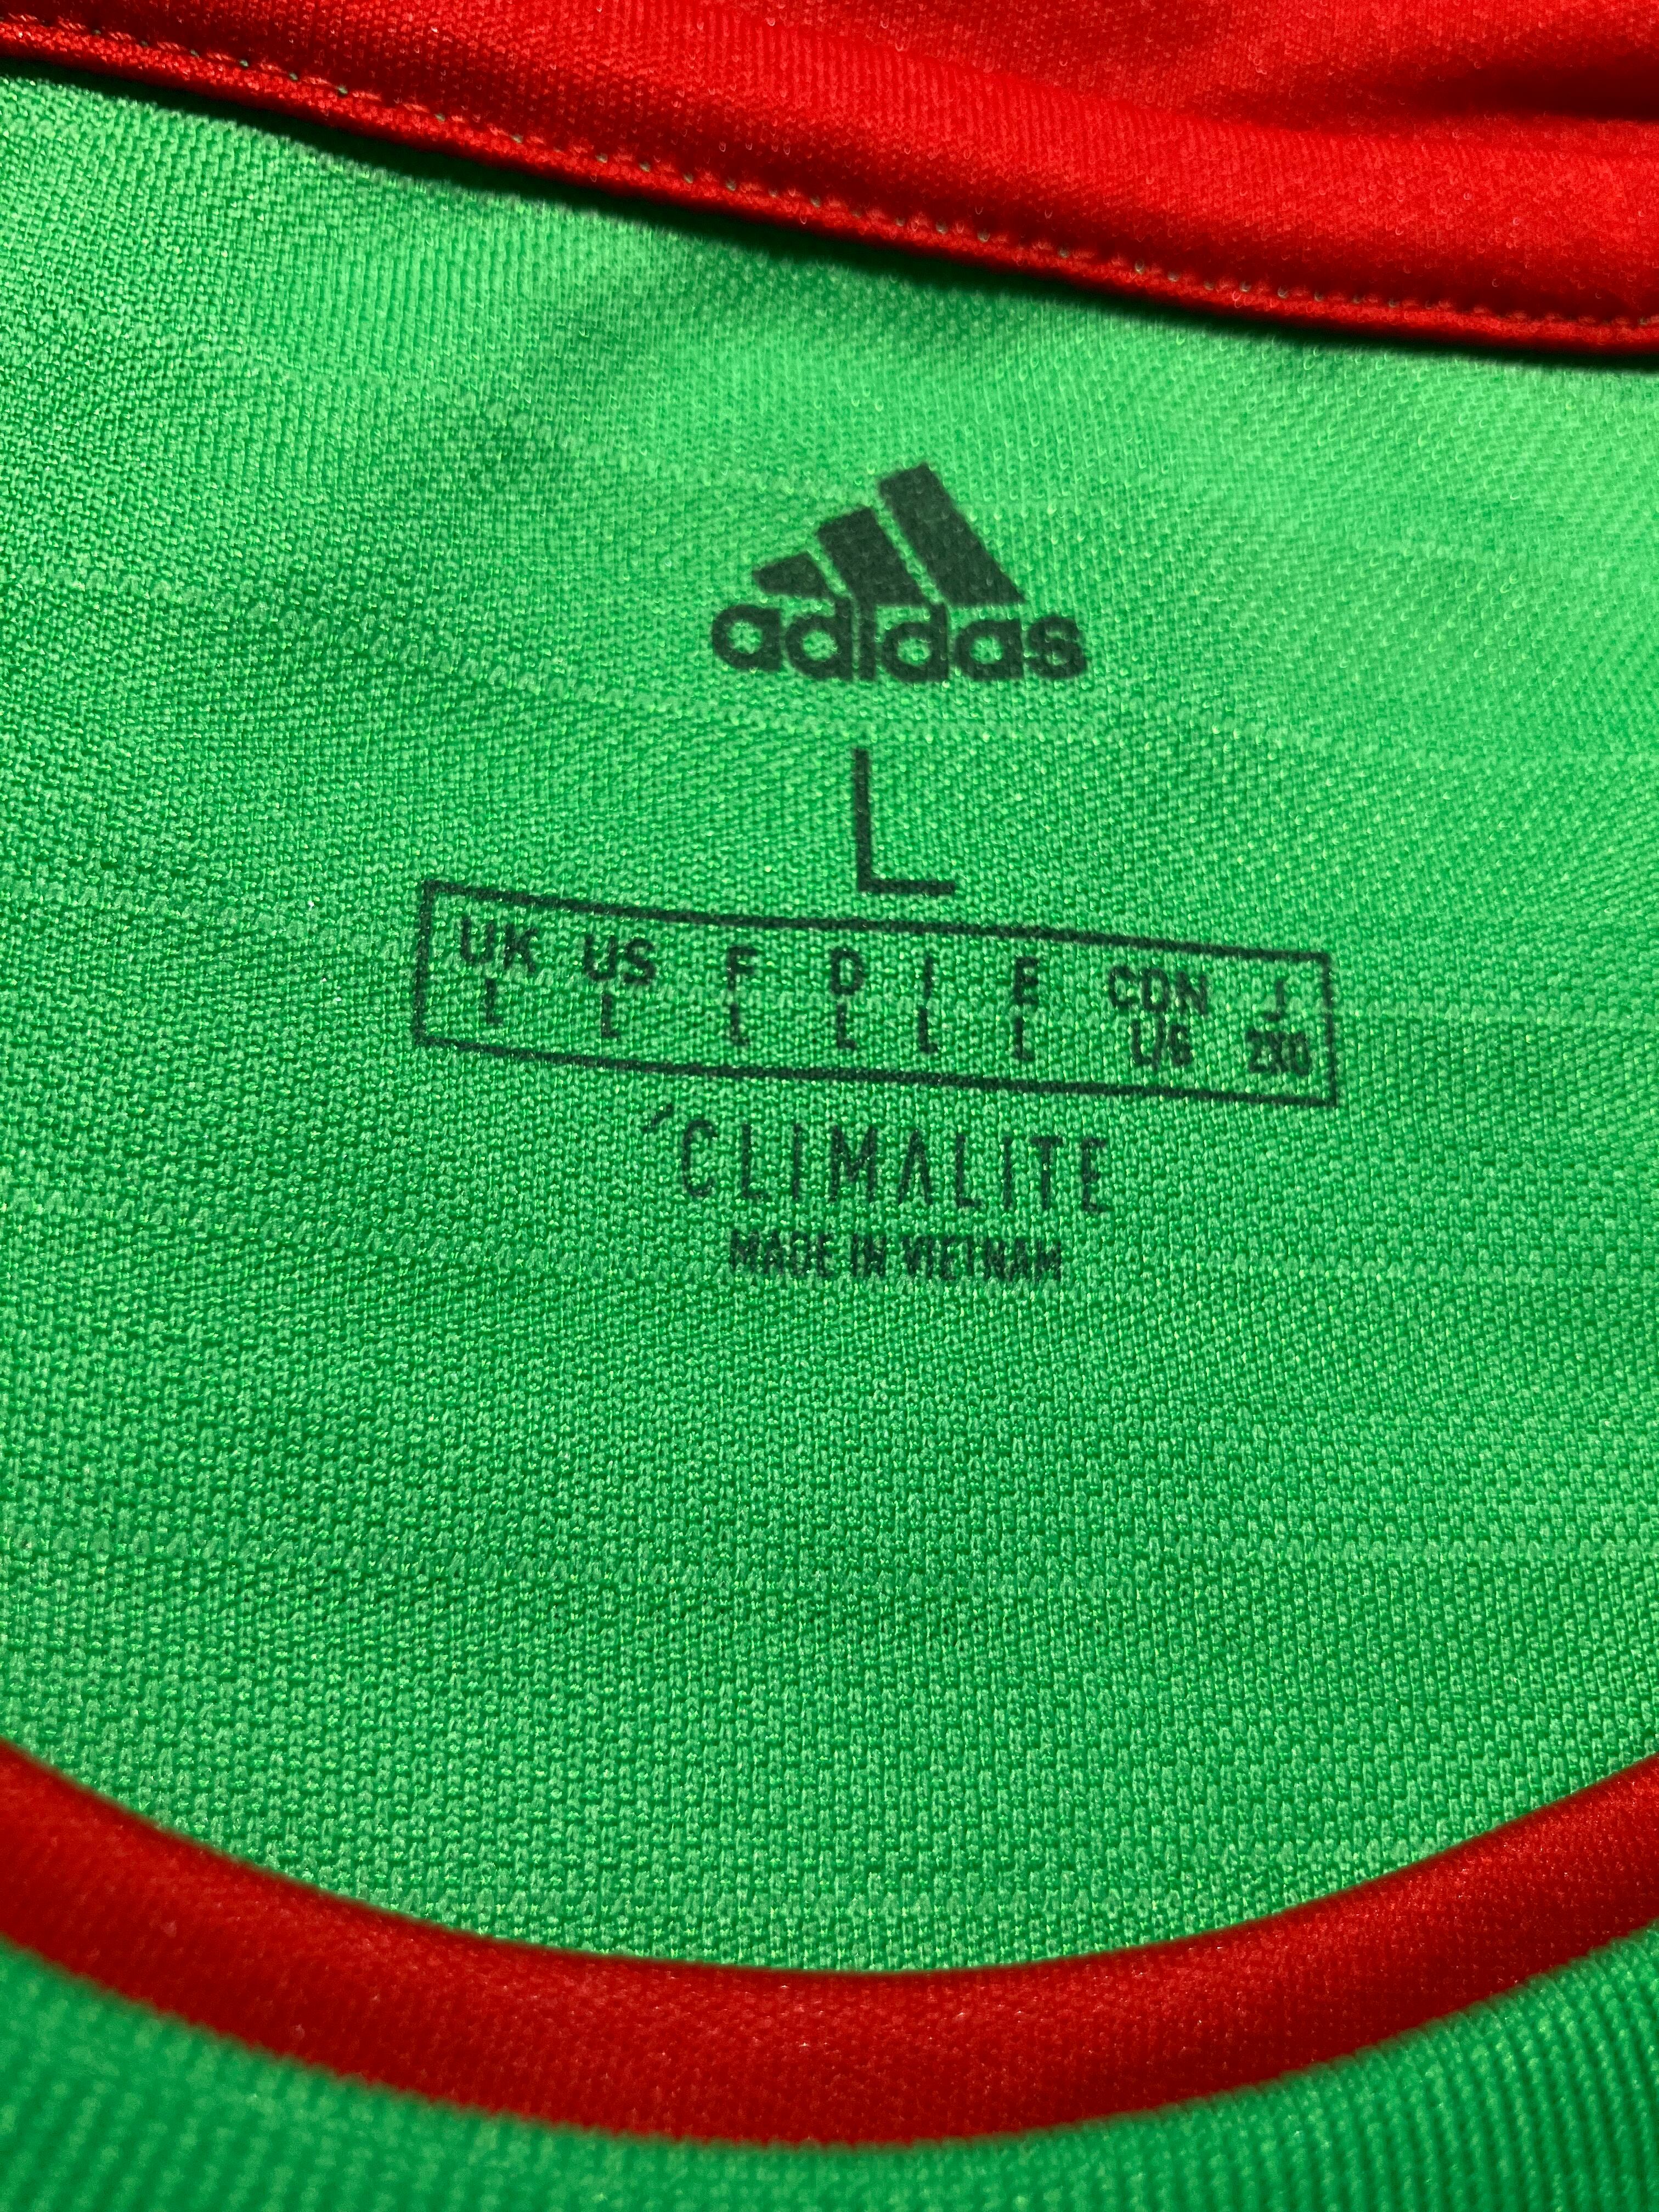 adidas
L
UK US F D I E CDN J
L L L L L L L/G 2XO
´CLIMALITE
MADE IN VIETNAM